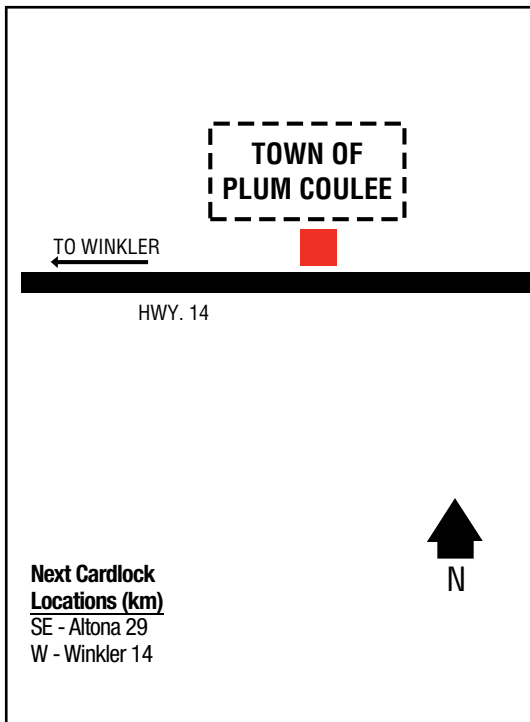 TOWN OF
PLUM COULEE
TO WINKLER
HWY. 14
N
Next Cardlock
Locations (km)
SE - Altona 29
W - Winkler 14